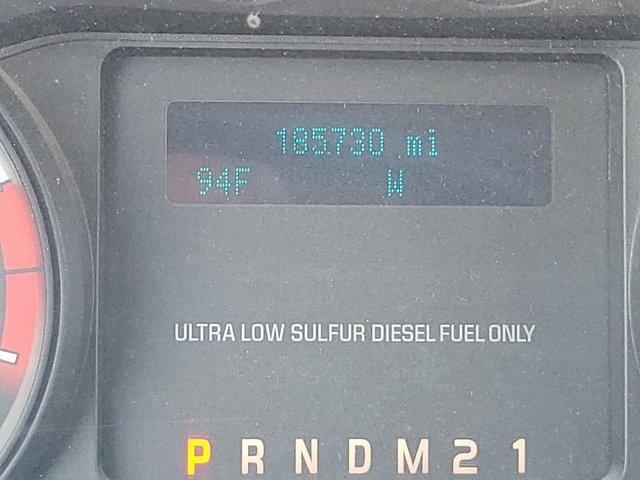 185730 mi
94F W
ULTRA LOW SULFUR DIESEL FUEL ONLY
P R N D M 2 1